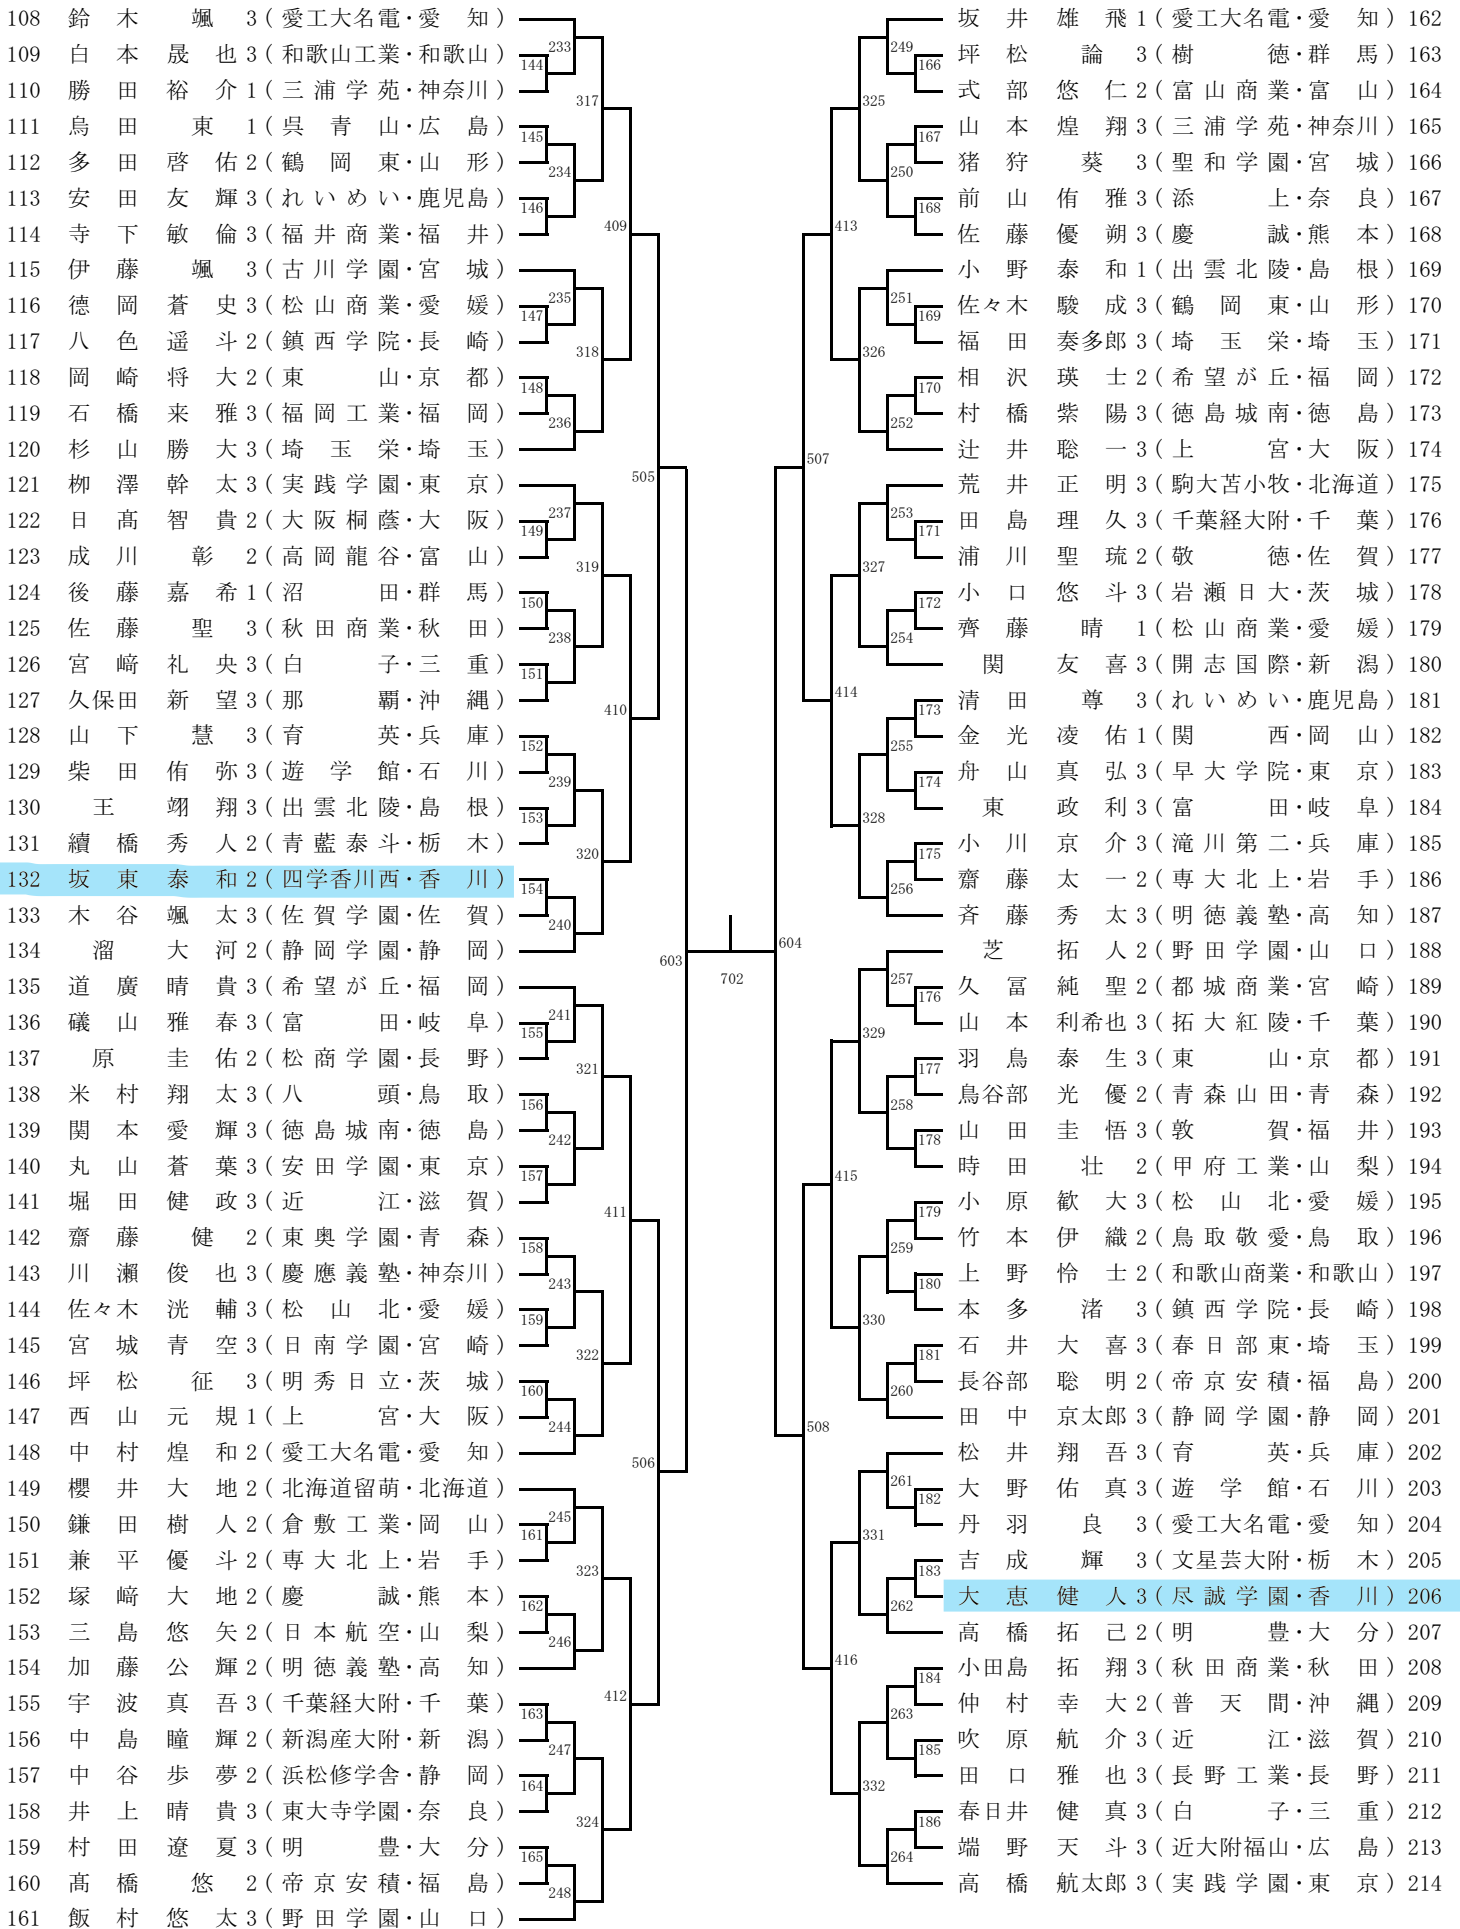 108 鈴木 颯 3 (愛工大名電・愛知)
109 白本 晟也 3 (和歌山工業・和歌山)
110 勝田 裕介 1 (三浦学苑・神奈川)
111 烏田 東 1 (呉青山・広島)
112 多田 啓佑 2 (鶴岡東・山形)
113 安田 友輝 3 (れいめい・鹿児島)
114 寺下 敏倫 3 (福井商業・福井)
115 伊藤 颯 3 (古川学園・宮城)
116 德岡 蒼史 3 (松山商業・愛媛)
117 八色 遥斗 2 (鎮西学院・長崎)
118 岡崎 将大 2 (東山・京都)
119 石橋 来雅 3 (福岡工業・福岡)
120 杉山 勝大 3 (埼玉栄・埼玉)
121 栁澤 幹太 3 (実践学園・東京)
122 日髙 智貴 2 (大阪桐蔭・大阪)
123 成川 彰 2 (高岡龍谷・富山)
124 後藤 嘉希 1 (沼田・群馬)
125 佐藤 聖 3 (秋田商業・秋田)
126 宮﨑 礼央 3 (白子・三重)
127 久保田 新望 3 (那覇・沖縄)
128 山下 慧 3 (育英・兵庫)
129 柴田 侑弥 3 (遊学館・石川)
130 王 翊翔 3 (出雲北陵・島根)
131 續橋 秀人 2 (青藍泰斗・栃木)
132 坂東 泰和 2 (四学香川西・香川)
133 木谷 颯太 3 (佐賀学園・佐賀)
134 溜 大河 2 (静岡学園・静岡)
135 道廣 晴貴 3 (希望が丘・福岡)
136 礒山 雅春 3 (富田・岐阜)
137 原 圭佑 2 (松商学園・長野)
138 米村 翔太 3 (八頭・鳥取)
139 関本 愛輝 3 (徳島城南・徳島)
140 丸山 蒼葉 3 (安田学園・東京)
141 堀田 健政 3 (近江・滋賀)
142 齋藤 健 2 (東奥学園・青森)
143 川瀬 俊也 3 (慶應義塾・神奈川)
144 佐々木 洸輔 3 (松山北・愛媛)
145 宮城 青空 3 (日南学園・宮崎)
146 坪松 征 3 (明秀日立・茨城)
147 西山 元規 1 (上宮・大阪)
148 中村 煌和 2 (愛工大名電・愛知)
149 櫻井 大地 2 (北海道留萌・北海道)
150 鎌田 樹人 2 (倉敷工業・岡山)
151 兼平 優斗 2 (専大北上・岩手)
152 塚﨑 大地 2 (慶誠・熊本)
153 三島 悠矢 2 (日本航空・山梨)
154 加藤 公輝 2 (明徳義塾・高知)
155 宇波 真吾 3 (千葉経大附・千葉)
156 中島 瞳輝 2 (新潟産大附・新潟)
157 中谷 歩夢 2 (浜松修学舎・静岡)
158 井上 晴貴 3 (東大寺学園・奈良)
159 村田 遼夏 3 (明豊・大分)
160 髙橋 悠 2 (帝京安積・福島)
161 飯村 悠太 3 (野田学園・山口)
144
145
146
147
148
149
150
151
152
153
154
155
156
157
158
159
160
161
162
163
164
165
233
234
235
236
237
238
239
240
241
242
243
244
245
246
247
248
317
318
319
320
321
322
323
324
409
410
411
412
505
506
603
702
604
507
508
413
414
415
416
325
326
327
328
329
330
331
332
249
250
251
252
253
254
255
256
257
258
259
260
261
262
263
264
166
167
168
169
170
171
172
173
174
175
176
177
178
179
180
181
182
183
184
185
186
坂井 雄飛 1 (愛工大名電・愛知) 162
坪松 論 3 (樹徳・群馬) 163
式部 悠仁 2 (富山商業・富山) 164
山本 煌翔 3 (三浦学苑・神奈川) 165
猪狩 葵 3 (聖和学園・宮城) 166
前山 侑雅 3 (添上・奈良) 167
佐藤 優朔 3 (慶誠・熊本) 168
小野 泰和 1 (出雲北陵・島根) 169
佐々木 駿成 3 (鶴岡東・山形) 170
福田 奏多郎 3 (埼玉栄・埼玉) 171
相沢 瑛士 2 (希望が丘・福岡) 172
村橋 紫陽 3 (徳島城南・徳島) 173
辻井 聡一 3 (上宮・大阪) 174
荒井 正明 3 (駒大苫小牧・北海道) 175
田島 理久 3 (千葉経大附・千葉) 176
浦川 聖琉 2 (敬徳・佐賀) 177
小口 悠斗 3 (岩瀬日大・茨城) 178
齊藤 晴 1 (松山商業・愛媛) 179
関 友喜 3 (開志国際・新潟) 180
清田 尊 3 (れいめい・鹿児島) 181
金光 凌佑 1 (関西・岡山) 182
舟山 真弘 3 (早大学院・東京) 183
東 政利 3 (富田・岐阜) 184
小川 京介 3 (滝川第二・兵庫) 185
齋藤 太一 2 (専大北上・岩手) 186
斉藤 秀太 3 (明徳義塾・高知) 187
芝 拓人 2 (野田学園・山口) 188
久冨 純聖 2 (都城商業・宮崎) 189
山本 利希也 3 (拓大紅陵・千葉) 190
羽鳥 泰生 3 (東山・京都) 191
鳥谷部 光優 2 (青森山田・青森) 192
山田 圭悟 3 (敦賀・福井) 193
時田 壮 2 (甲府工業・山梨) 194
小原 歓大 3 (松山北・愛媛) 195
竹本 伊織 2 (鳥取敬愛・鳥取) 196
上野 怜士 2 (和歌山商業・和歌山) 197
本多 渚 3 (鎮西学院・長崎) 198
石井 大喜 3 (春日部東・埼玉) 199
長谷部 聡明 2 (帝京安積・福島) 200
田中 京太郎 3 (静岡学園・静岡) 201
松井 翔吾 3 (育英・兵庫) 202
大野 佑真 3 (遊学館・石川) 203
丹羽 良 3 (愛工大名電・愛知) 204
吉成 輝 3 (文星芸大附・栃木) 205
大恵 健人 3 (尽誠学園・香川) 206
高橋 拓己 2 (明豊・大分) 207
小田島 拓翔 3 (秋田商業・秋田) 208
仲村 幸大 2 (普天間・沖縄) 209
吹原 航介 3 (近江・滋賀) 210
田口 雅也 3 (長野工業・長野) 211
春日井 健真 3 (白子・三重) 212
端野 天斗 3 (近大附福山・広島) 213
高橋 航太郎 3 (実践学園・東京) 214